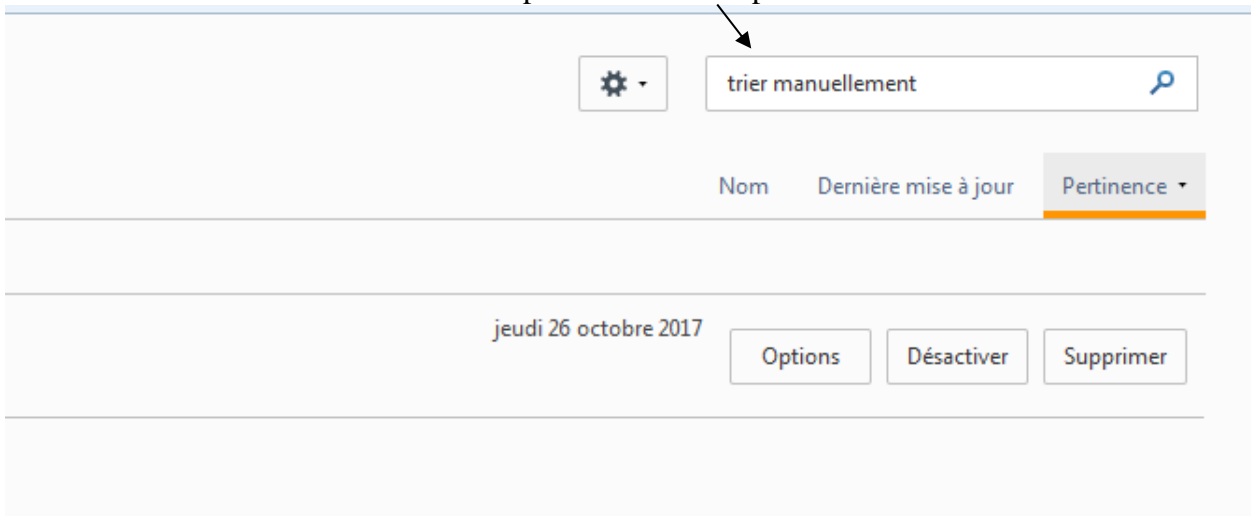 trier manuellement
Nom Dernière mise à jour Pertinence
jeudi 26 octobre 2017
Options Désactiver Supprimer